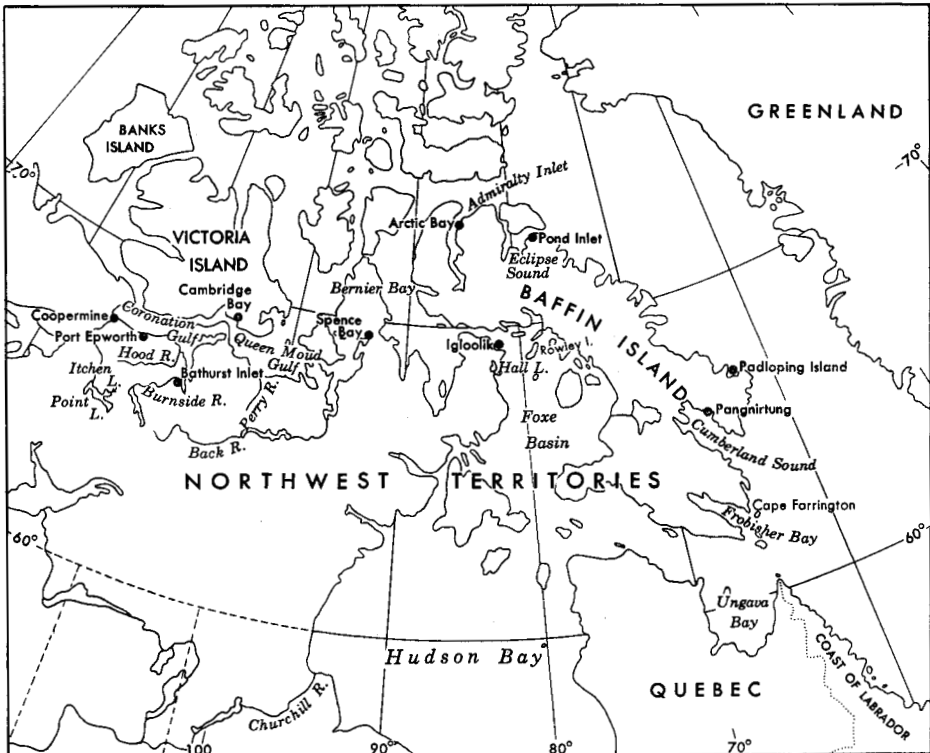 GREENLAND
BANKS
ISLAND
70°
70°
Admiralty Inlet
Arctic Bay
Pond Inlet
VICTORIA
ISLAND
Eclipse
Sound
Cambridge
Bay
Bernier Bay
BAFFIN
ISLAND
Coopermine
Coronation
Gulf
Port Epworth
Spence
Bay
Queen Moud
Gulf
Igloolik
Rowley I.
Hood R.
Hall L.
Itchen
L.
Bathurst Inlet
Padloping Island
Point
L.
Burnside R.
Perry R.
Foxe
Basin
Pangnirtung
Back R.
Cumberland Sound
NORTHWEST TERRITORIES
Cape Farrington
Frobisher Bay
60°
60°
Ungava
Bay
Hudson Bay
COAST OF LABRADOR
QUEBEC
Churchill R.
100
90°
80°
70°